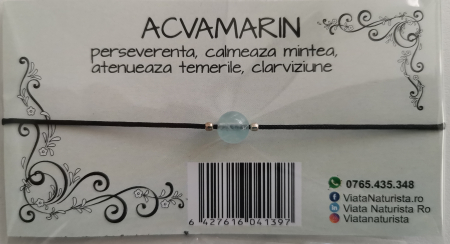 ACVAMARIN
perseverenta, calmeaza mintea,
atenueaza temerile, clarviziune
0765.435.348
ViataNaturista.ro
Viata Naturista Ro
Viatanaturista
6 427616 041397